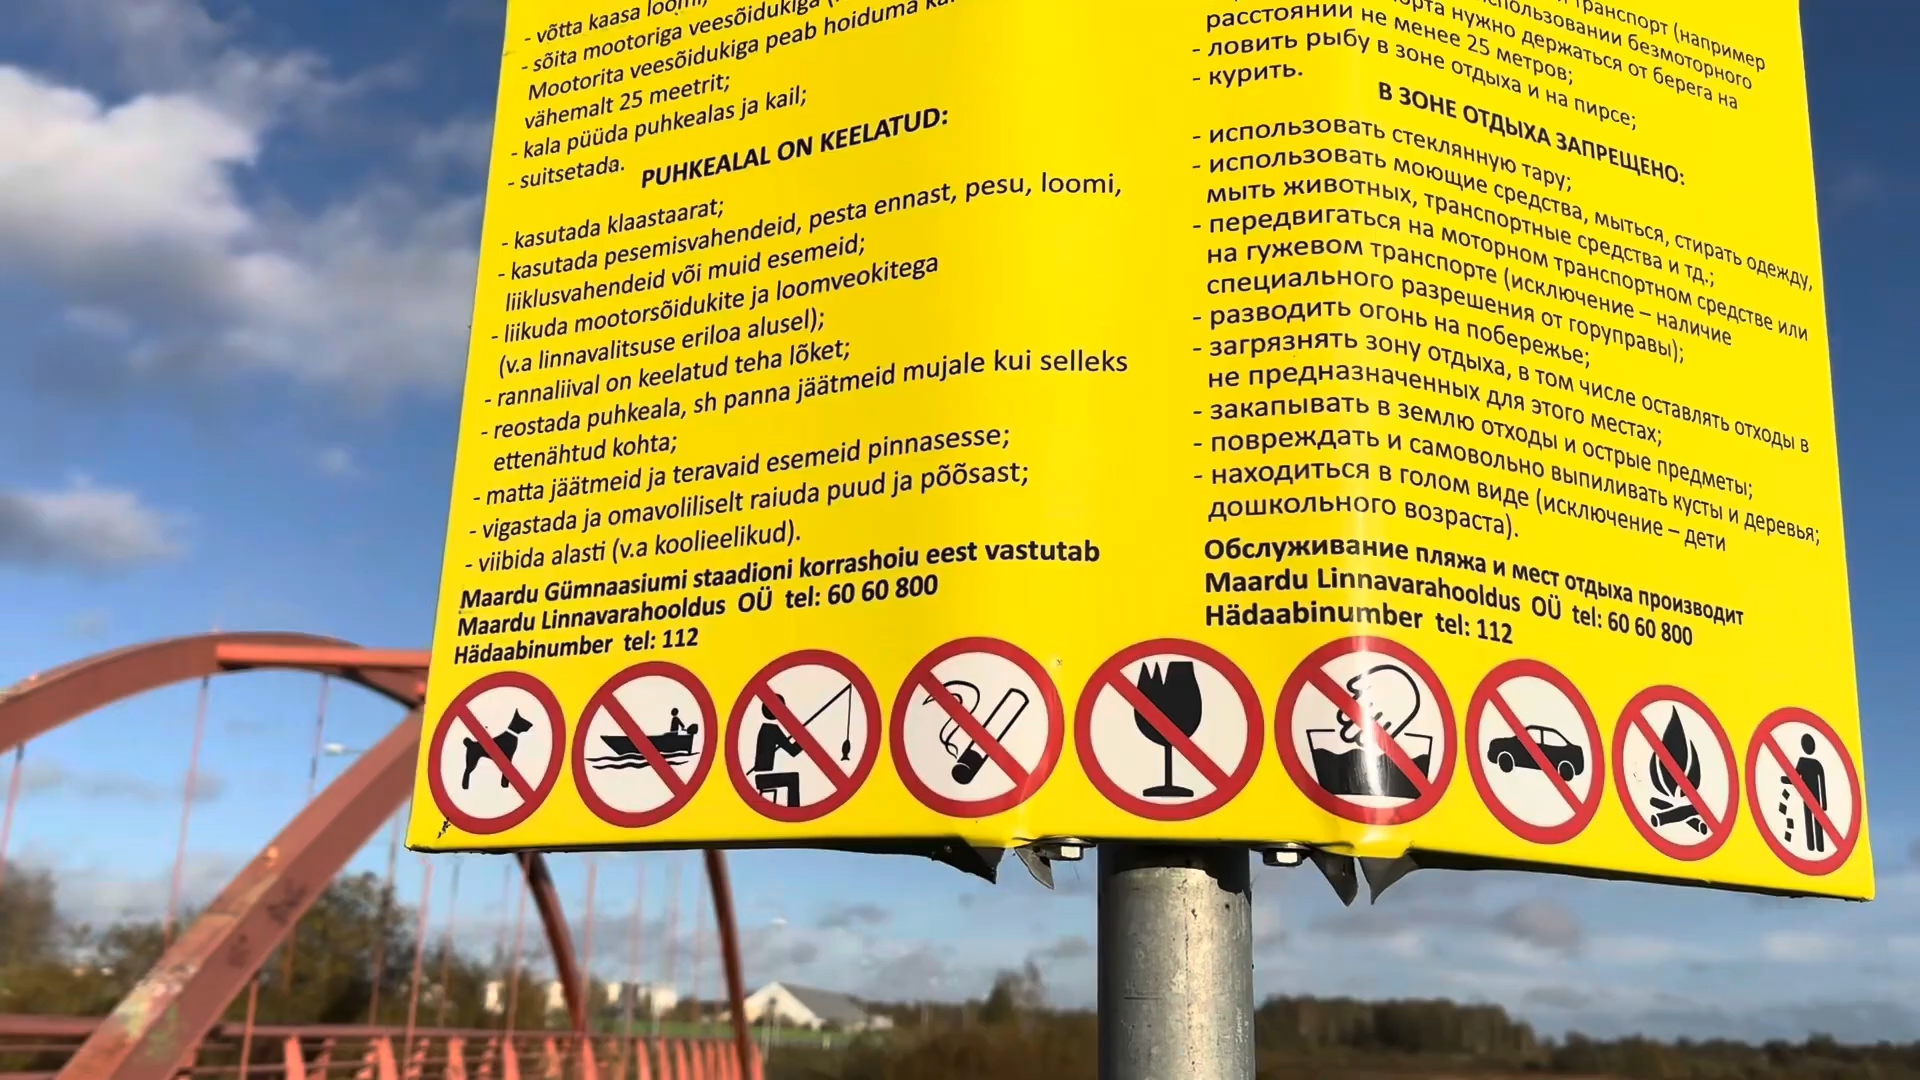 - võtta kaasa loomi,
- sõita mootoriga veesõidukiga
Mootorita veesõidukiga peab hoiduma
vähemalt 25 meetrit;
- kala püüda puhkealas ja kail;
- suitsetada.
PUHKEALAL ON KEELATUD:
- kasutada klaastaarat;
- kasutada pesemisvahendeid, pesta ennast, pesu, loomi,
liiklusvahendeid või muid esemeid;
- liikuda mootorsõidukite ja loomveokitega
(v.a linnavalitsuse eriloa alusel);
- rannaliival on keelatud teha lõket;
- reostada puhkeala, sh panna jäätmeid mujale kui selleks
ettenähtud kohta;
- matta jäätmeid ja teravaid esemeid pinnasesse;
- vigastada ja omavoliliselt raiuda puud ja põõsast;
- viibida alasti (v.a koolieelikud).
Maardu Gümnaasiumi staadioni korrashoiu eest vastutab
Maardu Linnavarahooldus OÜ tel: 60 60 800
Hädaabinumber tel: 112
транспорт (например
использовании безмоторного
нужно держаться от берега на
расстоянии не менее 25 метров;
- ловить рыбу в зоне отдыха и на пирсе;
- курить.
В ЗОНЕ ОТДЫХА ЗАПРЕЩЕНО:
- использовать стеклянную тару;
- использовать моющие средства, мыться, стирать одежду,
мыть животных, транспортные средства и тд.;
- передвигаться на моторном транспортном средстве или
на гужевом транспорте (исключение – наличие
специального разрешения от горуправы);
- разводить огонь на побережье;
- загрязнять зону отдыха, в том числе оставлять отходы в
не предназначенных для этого местах;
- закапывать в землю отходы и острые предметы;
- повреждать и самовольно выпиливать кусты и деревья;
- находиться в голом виде (исключение – дети
дошкольного возраста).
Обслуживание пляжа и мест отдыха производит
Maardu Linnavarahooldus OÜ tel: 60 60 800
Hädaabinumber tel: 112